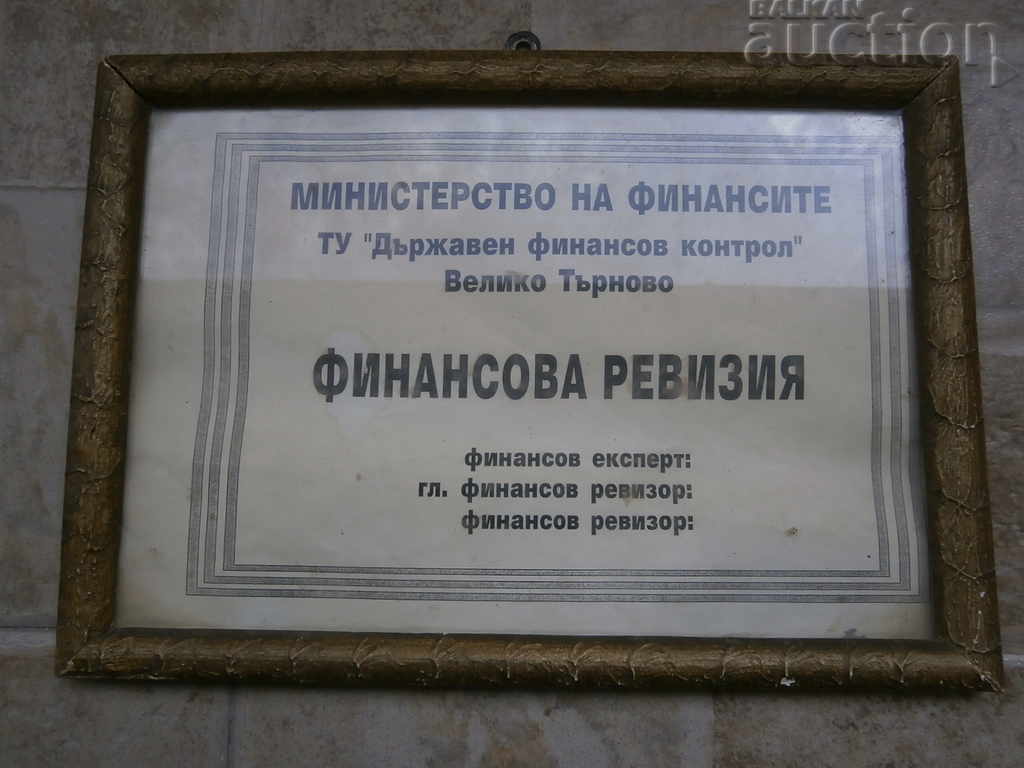 BALKAN
auction
МИНИСТЕРСТВО НА ФИНАНСИТЕ
ТУ "Държавен финансов контрол"
Велико Търново
ФИНАНСОВА РЕВИЗИЯ
финансов експерт:
гл. финансов ревизор:
финансов ревизор: